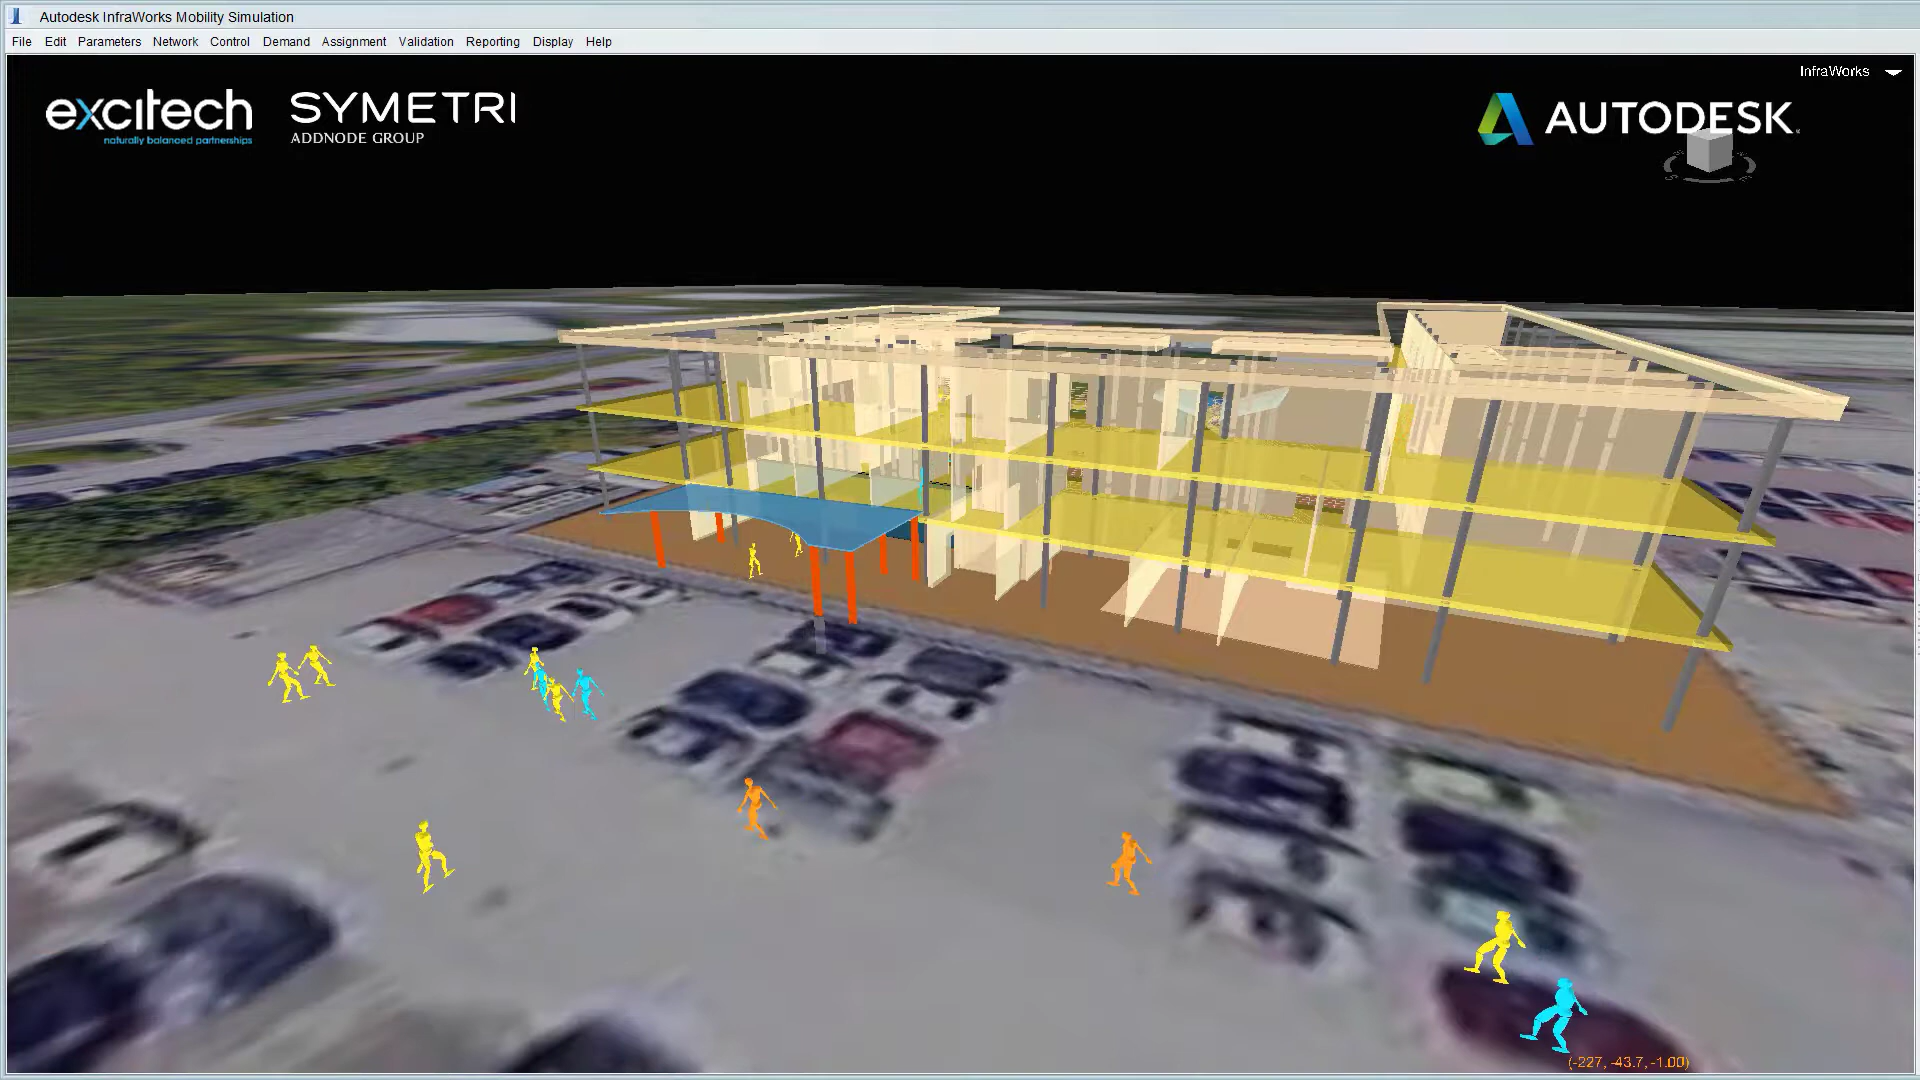 Autodesk InfraWorks Mobility Simulation
File Edit Parameters Network Control Demand Assignment Validation Reporting Display Help
InfraWorks
excitech
naturally balanced partnerships
SYMETRI
ADDNODE GROUP
AUTODESK
(-227, -43.7, -1.00)